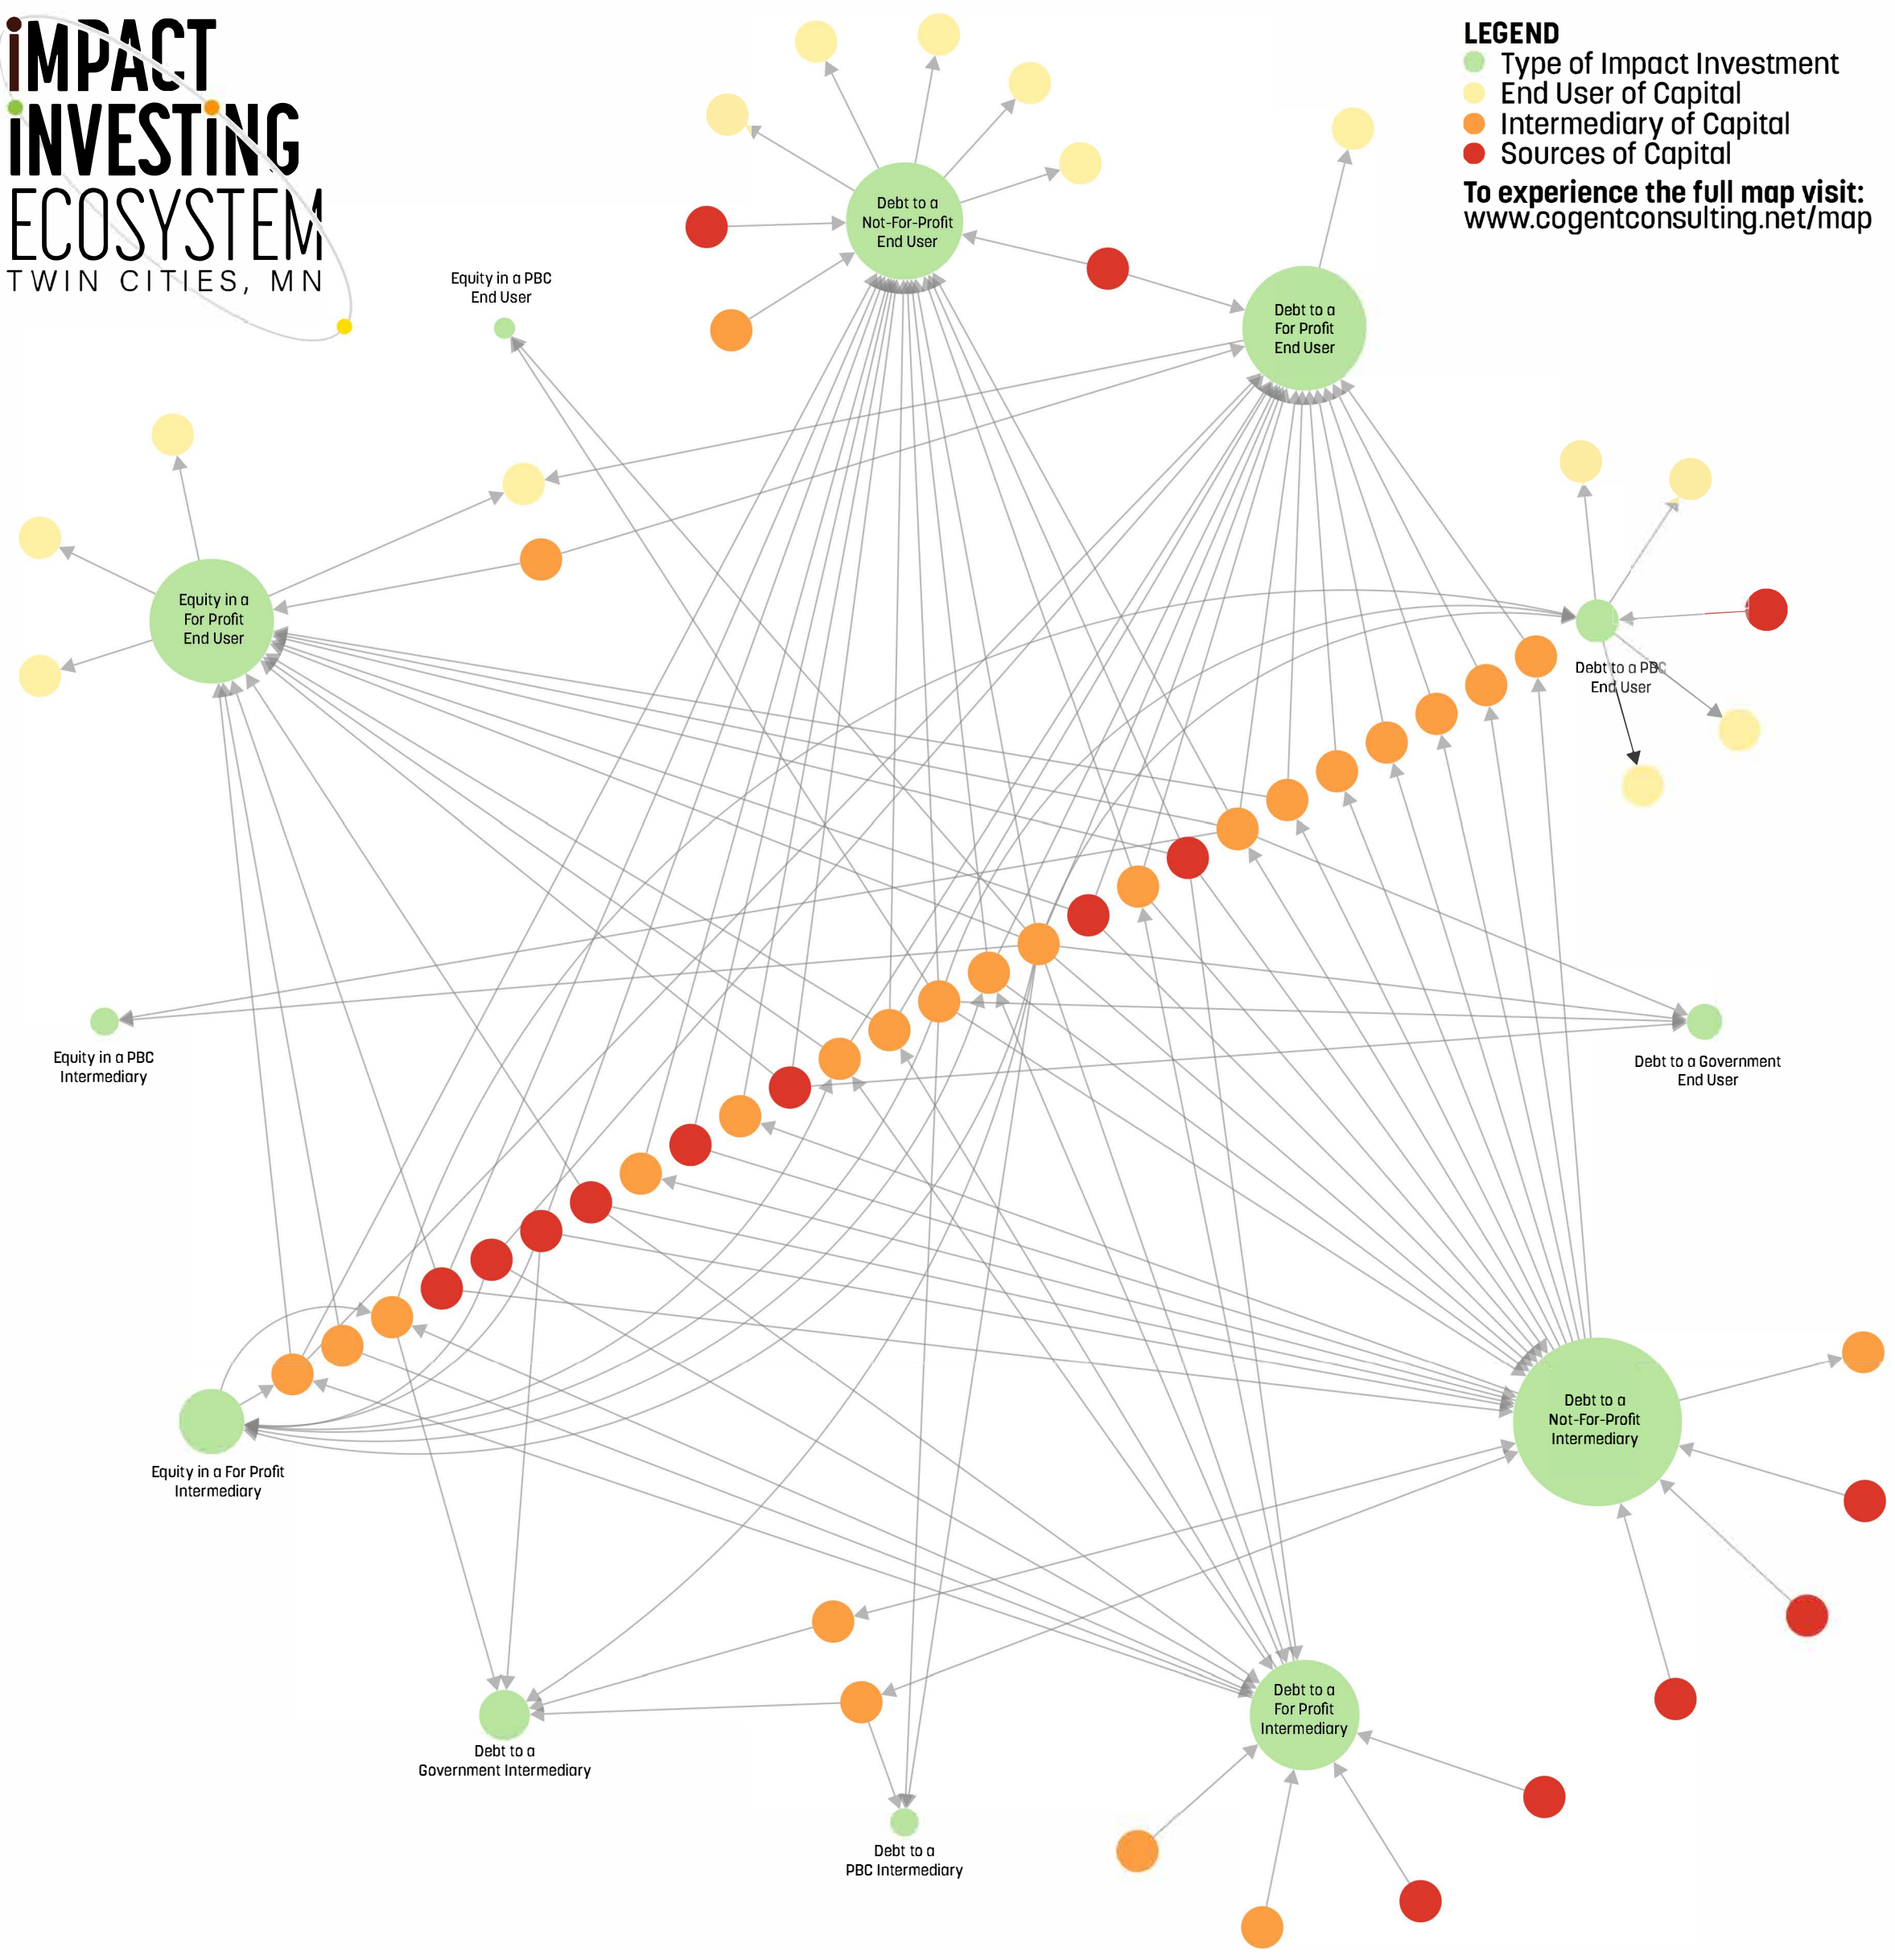 iMPACT
iNVESTiNG
ECOSYSTEM
TWIN CITIES, MN
LEGEND
Type of Impact Investment
End User of Capital
Intermediary of Capital
Sources of Capital
To experience the full map visit:
www.cogentconsulting.net/map
Debt to a
Not-For-Profit
End User
Equity in a PBC
End User
Debt to a
For Profit
End User
Equity in a
For Profit
End User
Debt to a PBC
End User
Equity in a PBC
Intermediary
Debt to a Government
End User
Debt to a
Not-For-Profit
Intermediary
Equity in a For Profit
Intermediary
Debt to a
For Profit
Intermediary
Debt to a
Government Intermediary
Debt to a
PBC Intermediary